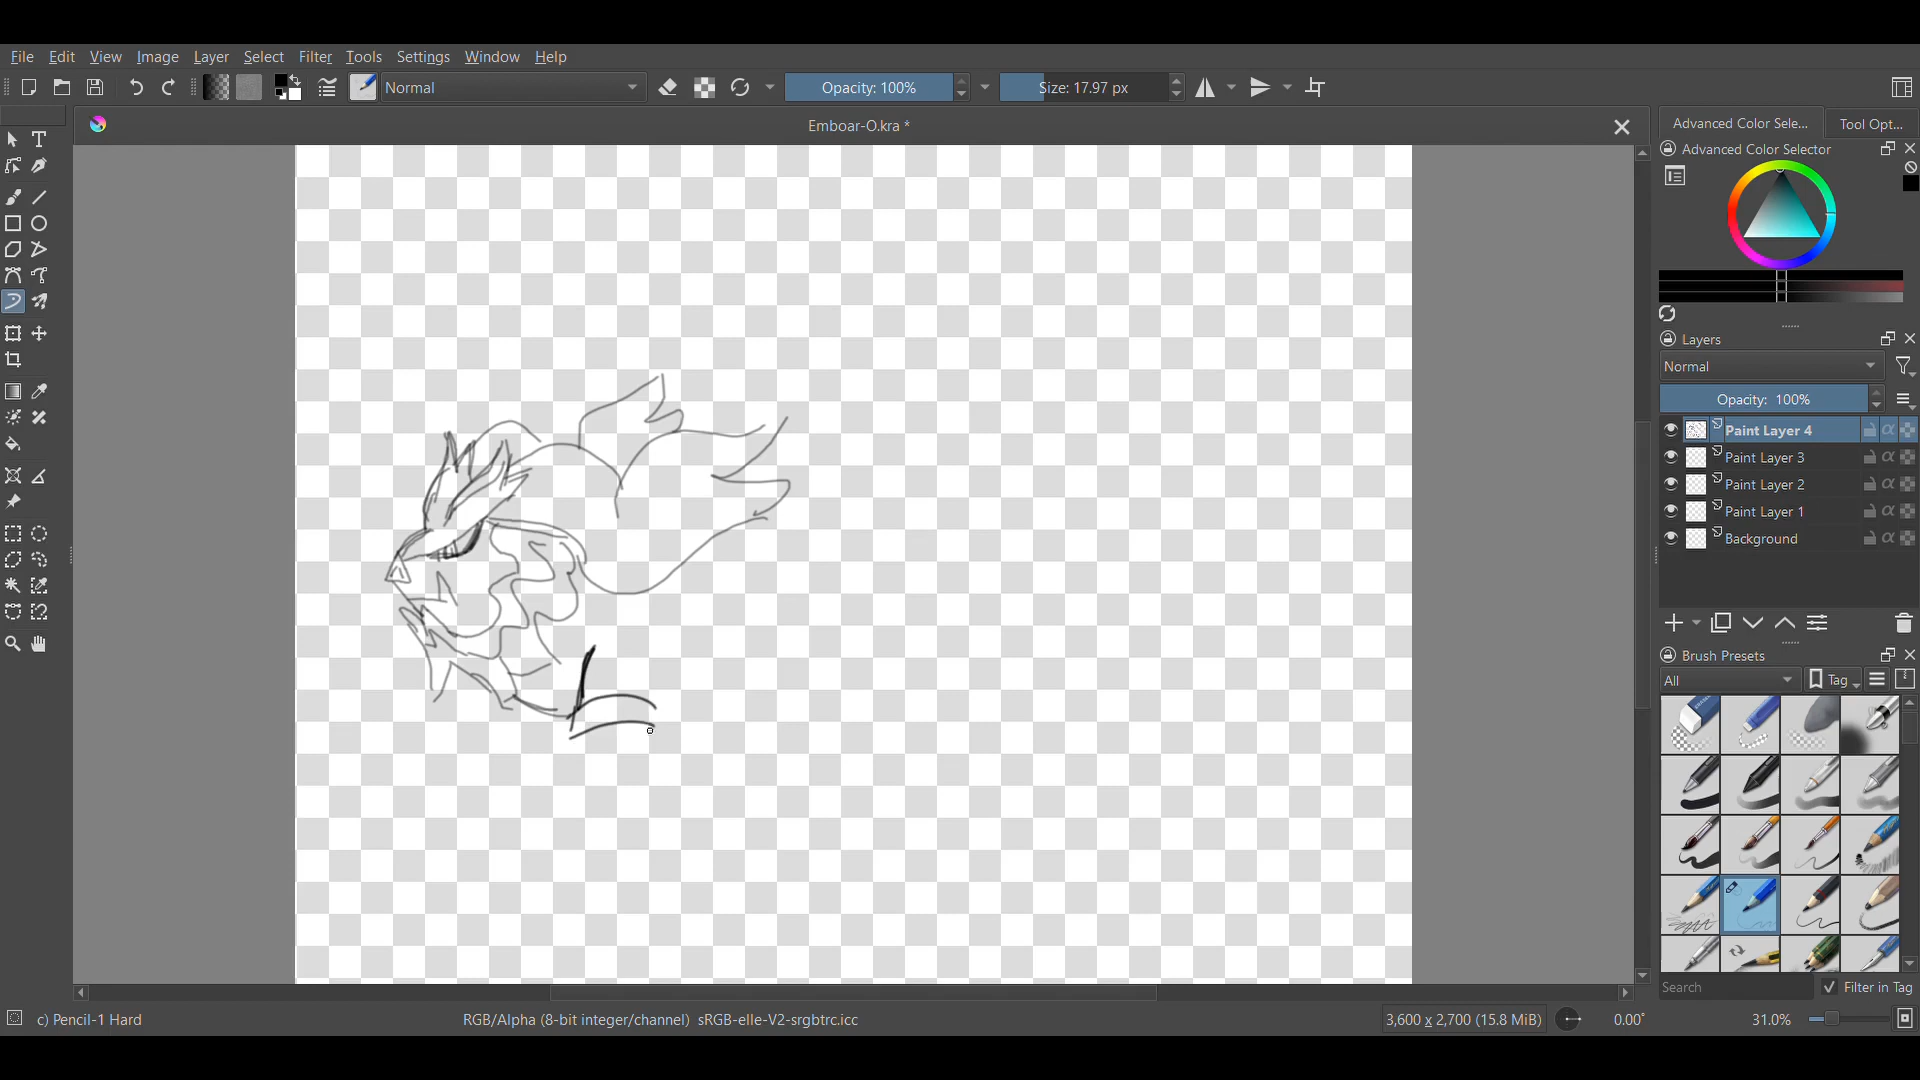 File Edit View Image Layer Select Filter Tools Settings Window Help
Normal Opacity: 100% Size: 17.97 px
Emboar-O.kra *
Advanced Color Sele... Tool Opt...
Advanced Color Selector
Layers
Normal
Opacity: 100%
Paint Layer 4
Paint Layer 3
Paint Layer 2
Paint Layer 1
Background
Brush Presets
All Tag
Search Filter in Tag
c) Pencil-1 Hard RGB/Alpha (8-bit integer/channel) sRGB-elle-V2-srgbtrc.icc 3,600 x 2,700 (15.8 MiB) 0.00° 31.0%